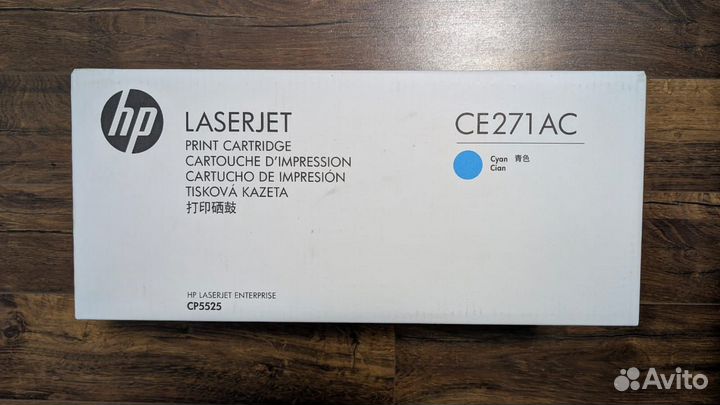 hp
LASERJET
PRINT CARTRIDGE
CARTOUCHE D'IMPRESSION
CARTUCHO DE IMPRESIÓN
TISKOVÁ KAZETA
打印硒鼓
HP LASERJET ENTERPRISE
CP5525
CE271AC
Cyan 青色
Cian
Avito